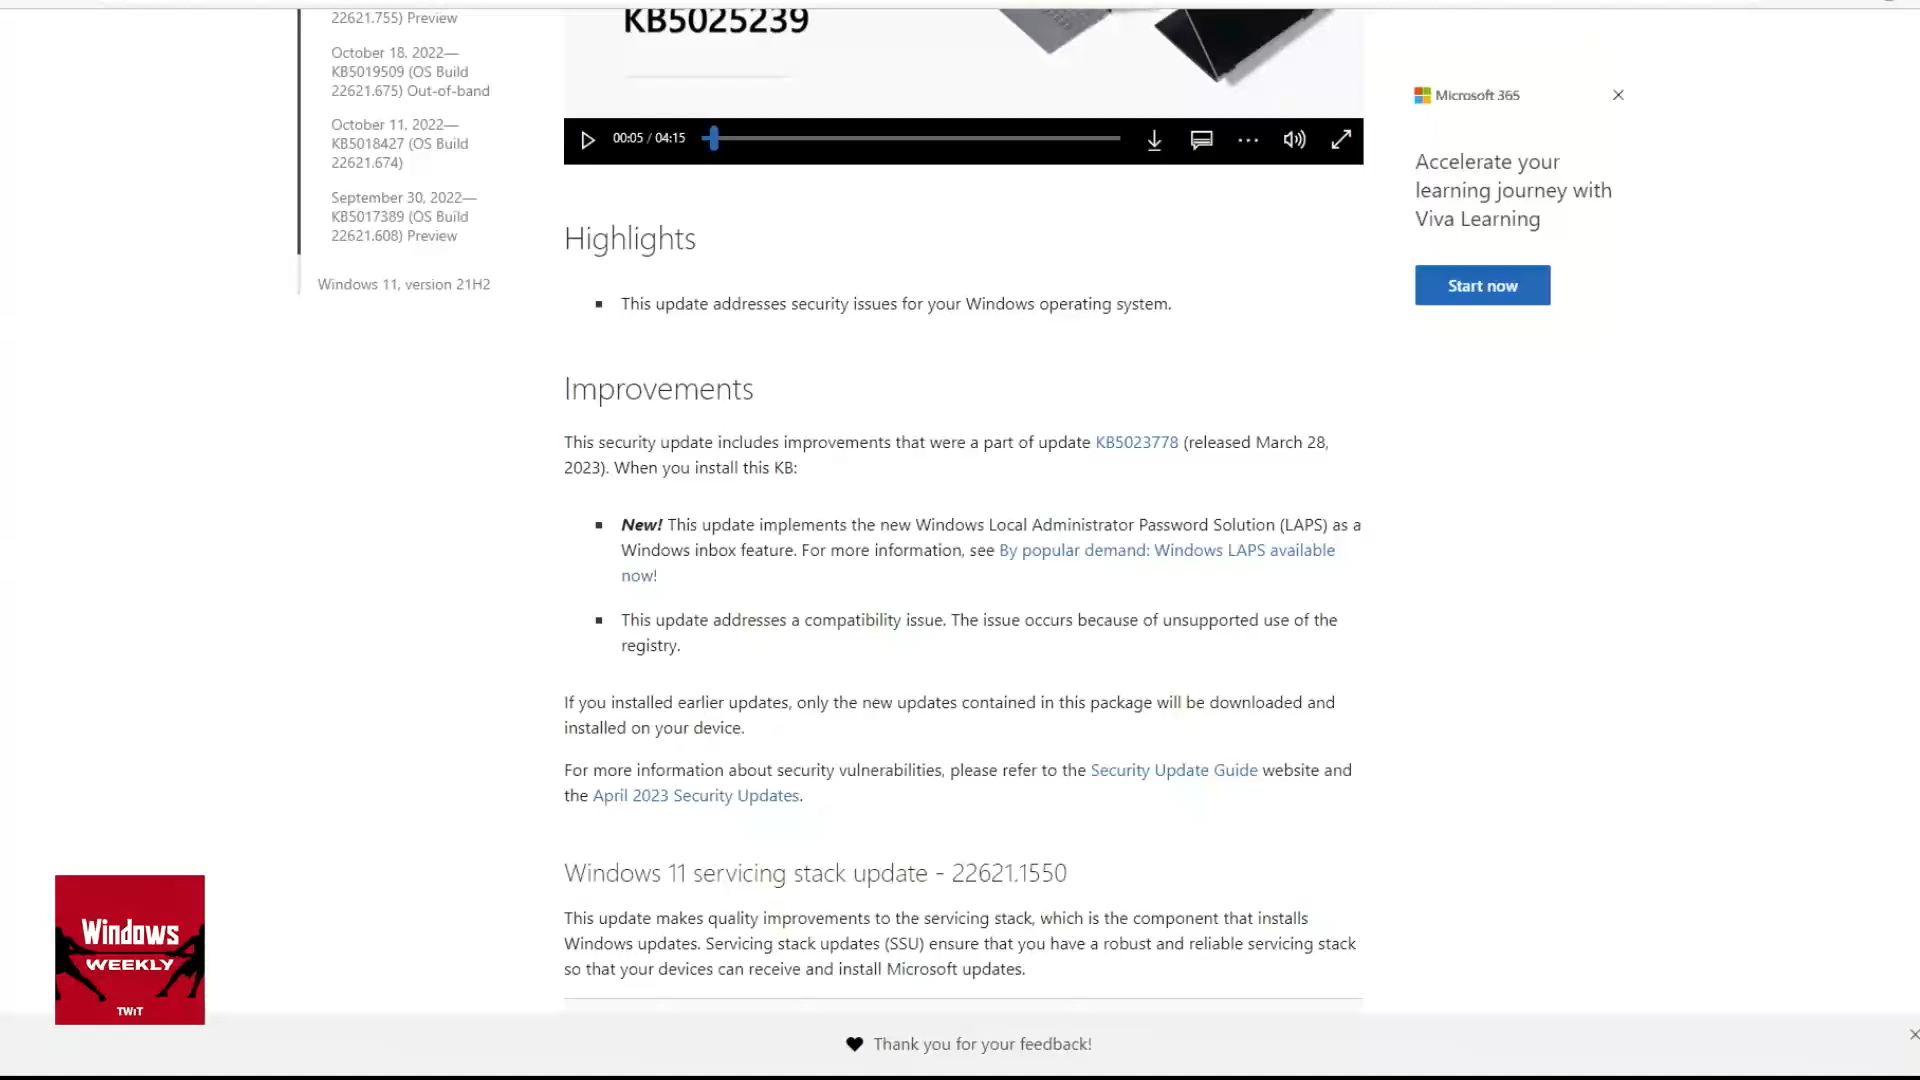 22621.755) Preview
October 18, 2022—
KB5019509 (OS Build
22621.675) Out-of-band
October 11, 2022—
KB5018427 (OS Build
22621.674)
September 30, 2022—
KB5017389 (OS Build
22621.608) Preview
Windows 11, version 21H2
KB5025239
00:05 / 04:15
Highlights
This update addresses security issues for your Windows operating system.
Improvements
This security update includes improvements that were a part of update KB5023778 (released March 28,
2023). When you install this KB:
New! This update implements the new Windows Local Administrator Password Solution (LAPS) as a
Windows inbox feature. For more information, see By popular demand: Windows LAPS available
now!
This update addresses a compatibility issue. The issue occurs because of unsupported use of the
registry.
If you installed earlier updates, only the new updates contained in this package will be downloaded and
installed on your device.
For more information about security vulnerabilities, please refer to the Security Update Guide website and
the April 2023 Security Updates.
Windows 11 servicing stack update - 22621.1550
This update makes quality improvements to the servicing stack, which is the component that installs
Windows updates. Servicing stack updates (SSU) ensure that you have a robust and reliable servicing stack
so that your devices can receive and install Microsoft updates.
Microsoft 365
Accelerate your
learning journey with
Viva Learning
Start now
Windows
WEEKLY
TWiT
Thank you for your feedback!